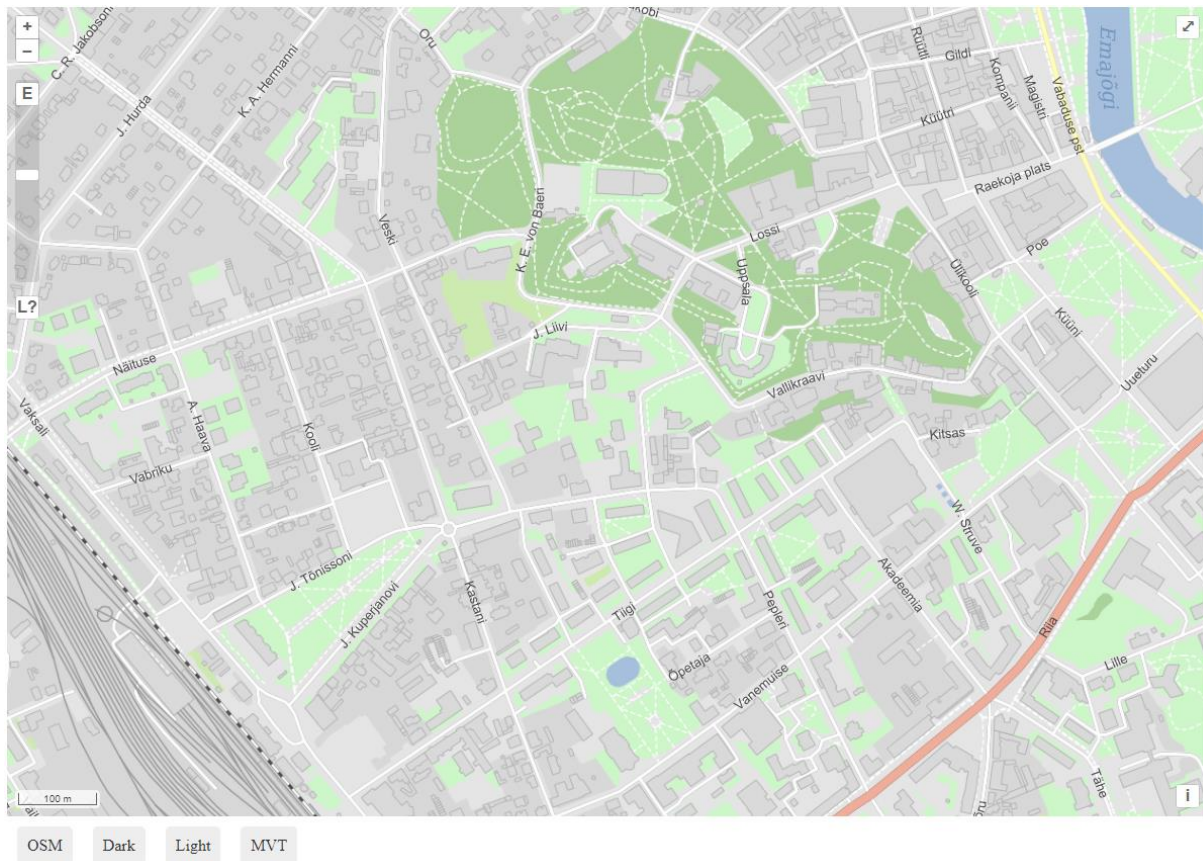 +
−
E
L?
⤢
C. R. Jakobsoni
K. A. Hermanni
J. Hurda
Oru
Rüütli
Gildi
Kompanii
Magistri
Küütri
Vabaduse pst
Emajõgi
Raekoja plats
K. E. von Baeri
Veski
Lossi
Uppsala
Ülikooli
Poe
Küüni
Uueturu
J. Liivi
Näituse
Vallikraavi
Vaksali
A. Haava
Kooli
Kitsas
Vabriku
W. Struve
J. Tõnissoni
J. Kuperjanovi
Kastani
Tiigi
Pepleri
Akadeemia
Riia
Õpetaja
Vanemuise
Lille
Tähe
100 m
i
OSM Dark Light MVT